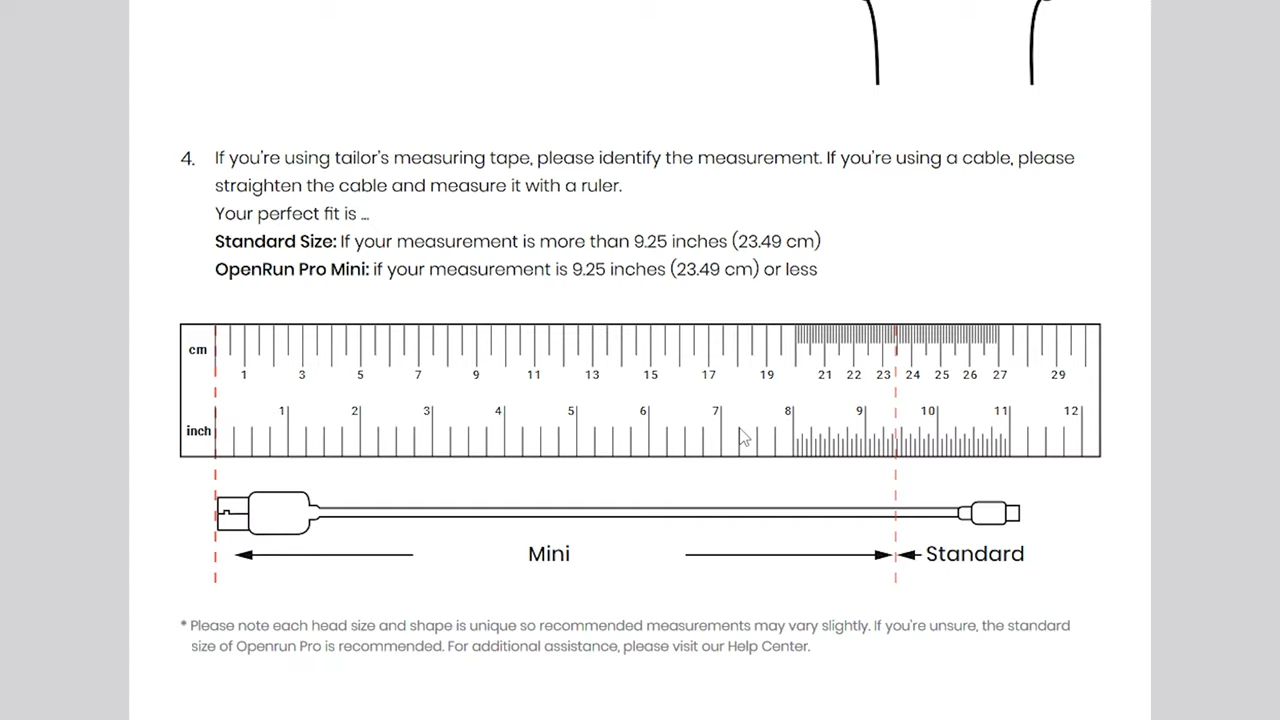 4. If you're using tailor's measuring tape, please identify the measurement. If you're using a cable, please
straighten the cable and measure it with a ruler.
Your perfect fit is ...
Standard Size: If your measurement is more than 9.25 inches (23.49 cm)
OpenRun Pro Mini: if your measurement is 9.25 inches (23.49 cm) or less
cm
1 3 5 7 9 11 13 15 17 19 21 22 23 24 25 26 27 29
1 2 3 4 5 6 7 8 9 10 11 12
inch
Mini Standard
* Please note each head size and shape is unique so recommended measurements may vary slightly. If you're unsure, the standard
size of Openrun Pro is recommended. For additional assistance, please visit our Help Center.